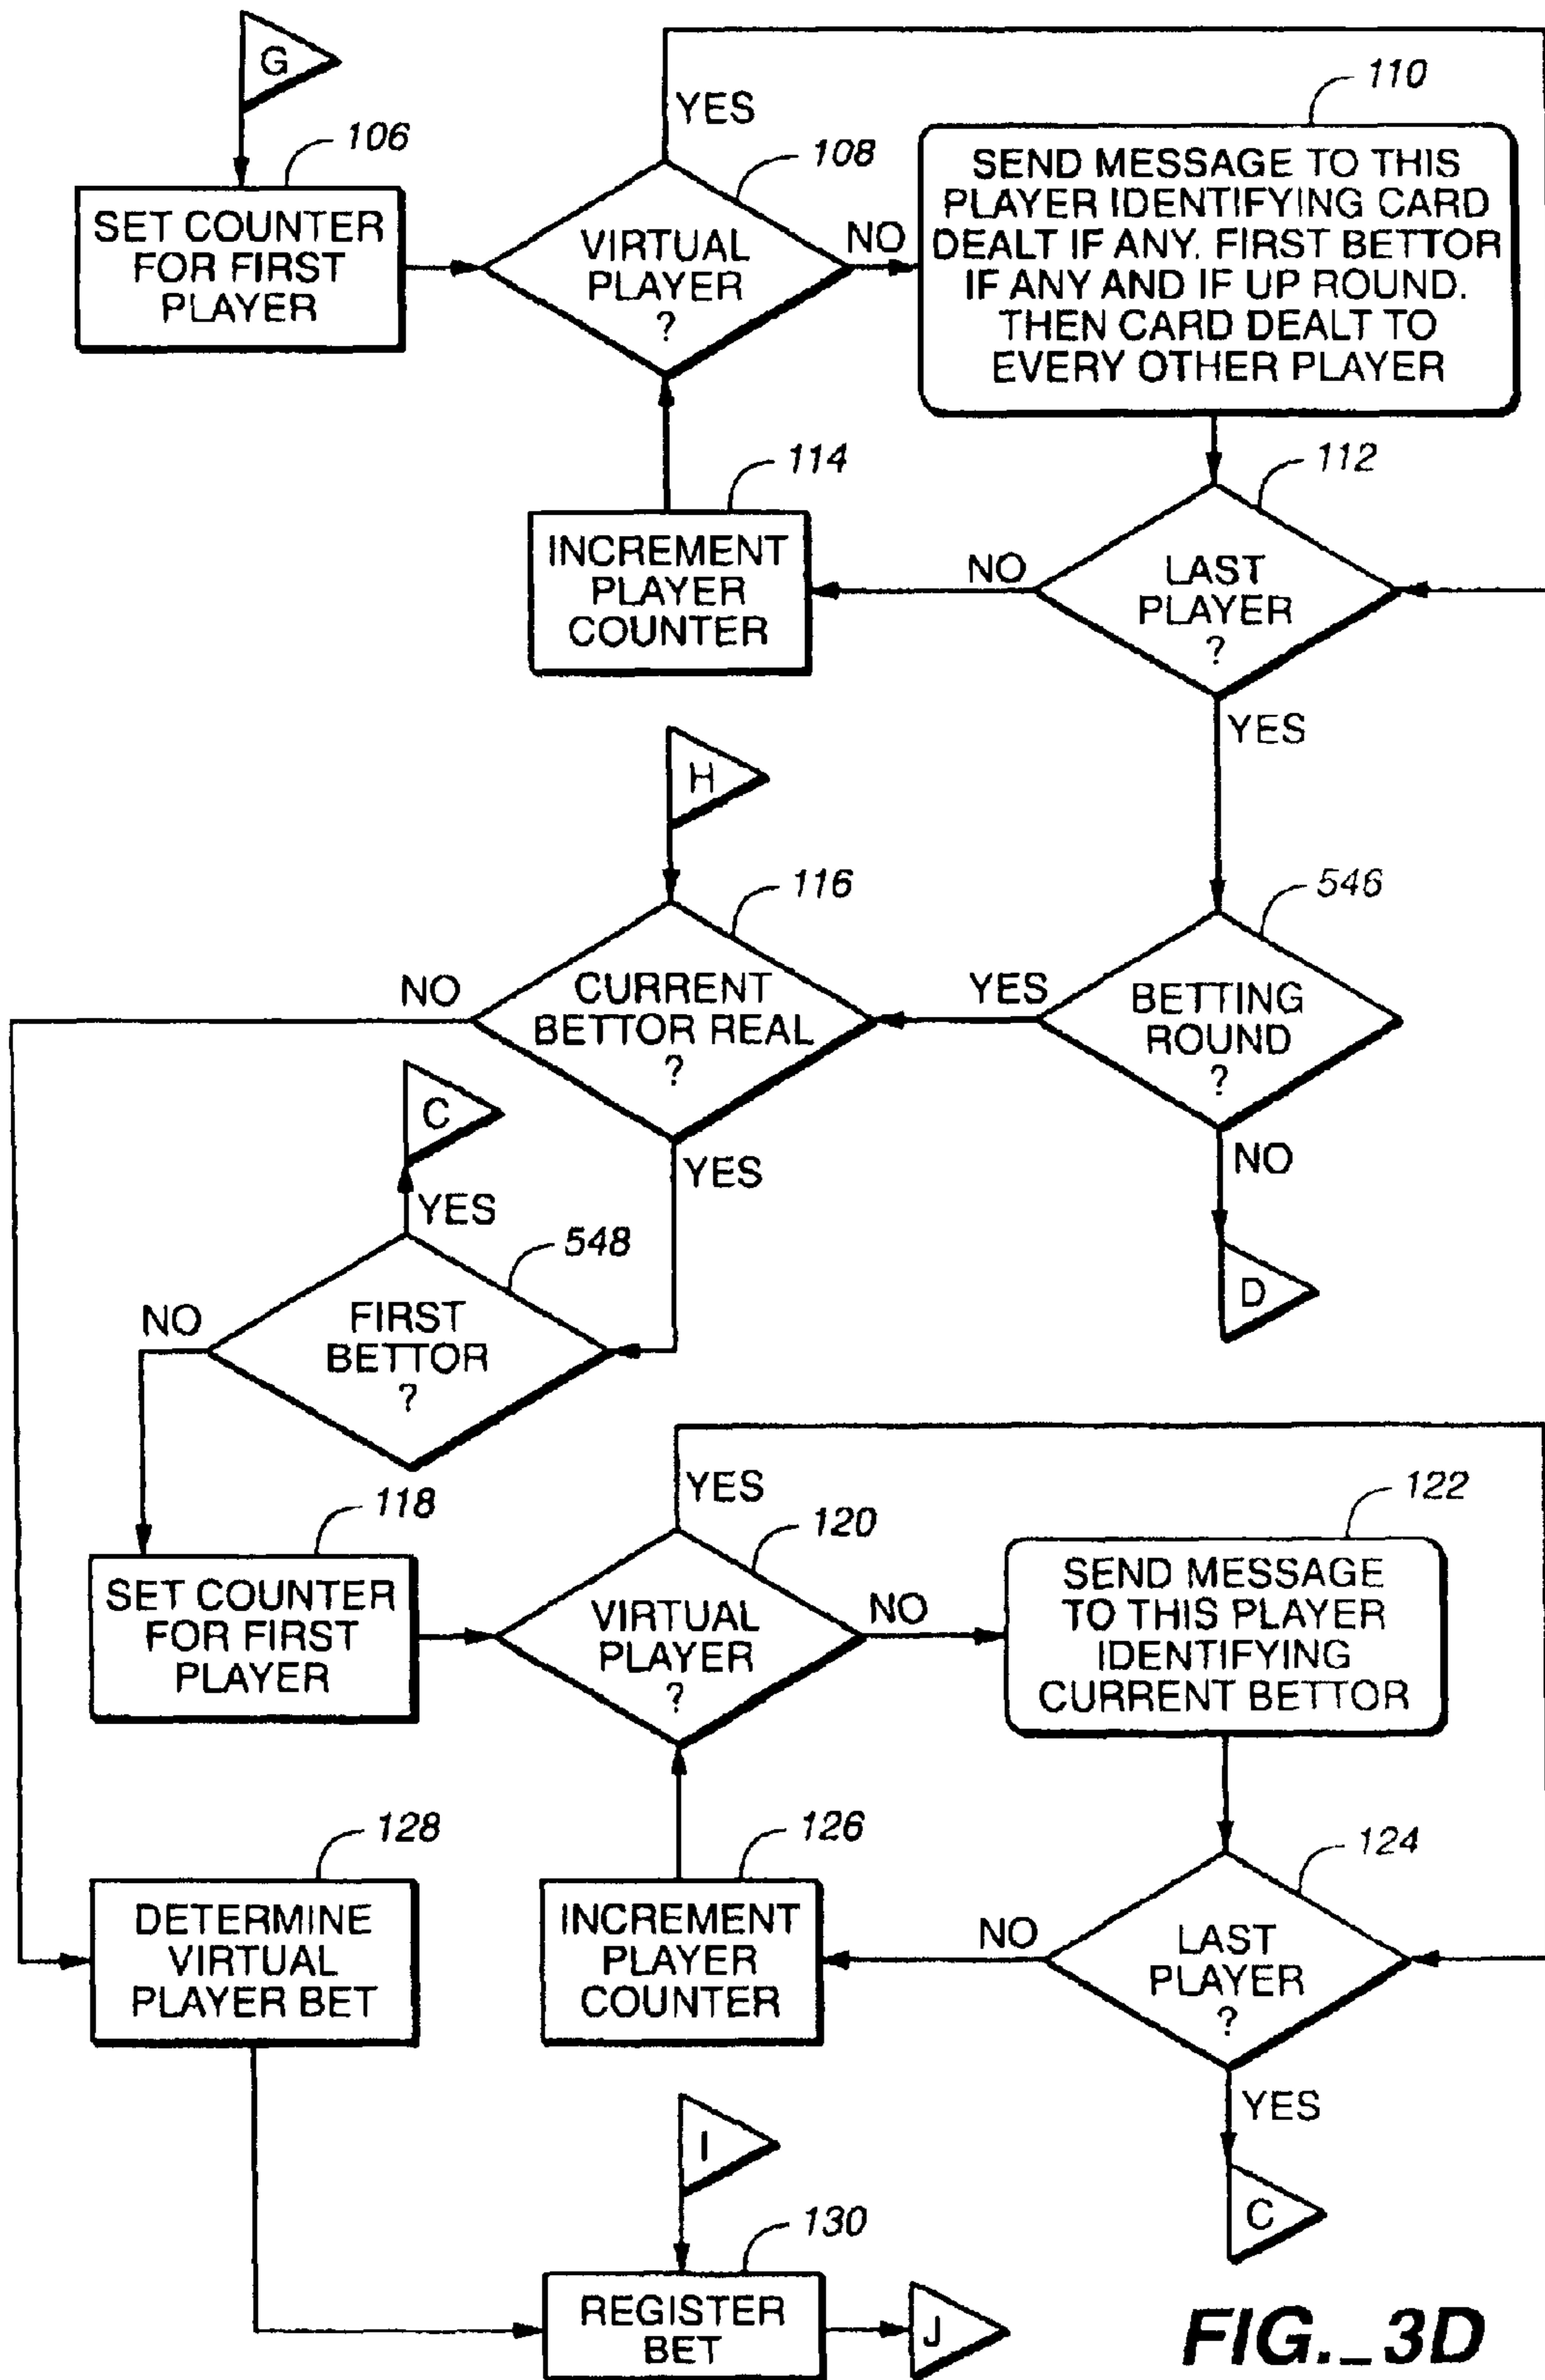 G
106
SET COUNTER
FOR FIRST
PLAYER
YES
108
VIRTUAL
PLAYER
?
NO
110
SEND MESSAGE TO THIS
PLAYER IDENTIFYING CARD
DEALT IF ANY. FIRST BETTOR
IF ANY AND IF UP ROUND.
THEN CARD DEALT TO
EVERY OTHER PLAYER
114
INCREMENT
PLAYER
COUNTER
NO
112
LAST
PLAYER
?
YES
H
116
CURRENT
BETTOR REAL
?
NO
YES
546
BETTING
ROUND
?
YES
NO
D
C
YES
548
FIRST
BETTOR
?
NO
118
SET COUNTER
FOR FIRST
PLAYER
YES
120
VIRTUAL
PLAYER
?
NO
122
SEND MESSAGE
TO THIS PLAYER
IDENTIFYING
CURRENT BETTOR
128
DETERMINE
VIRTUAL
PLAYER BET
126
INCREMENT
PLAYER
COUNTER
NO
124
LAST
PLAYER
?
YES
C
I
130
REGISTER
BET
J
FIG._3D